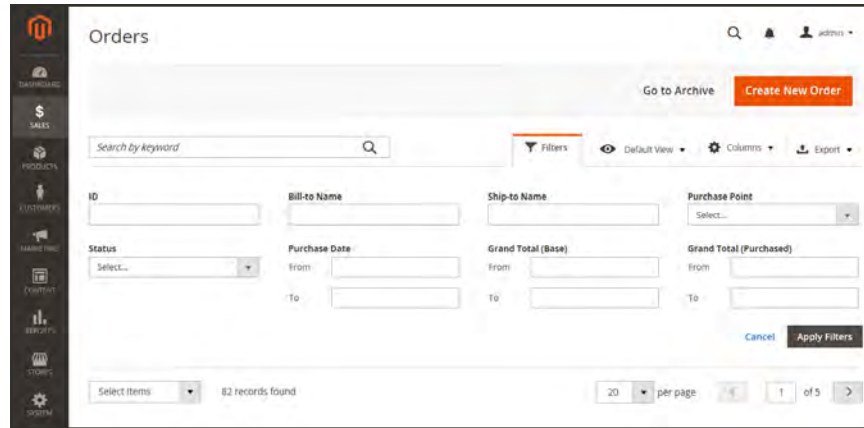 Orders
admin
DASHBOARD
$
SALES
PRODUCTS
CUSTOMERS
MARKETING
CONTENT
REPORTS
STORES
SYSTEM
Go to Archive
Create New Order
Search by keyword
Filters
Default View
Columns
Export
ID
Bill-to Name
Ship-to Name
Purchase Point
Select...
Status
Purchase Date
Grand Total (Base)
Grand Total (Purchased)
Select...
From
From
From
To
To
To
Cancel
Apply Filters
Select Items
82 records found
20
per page
1
of 5